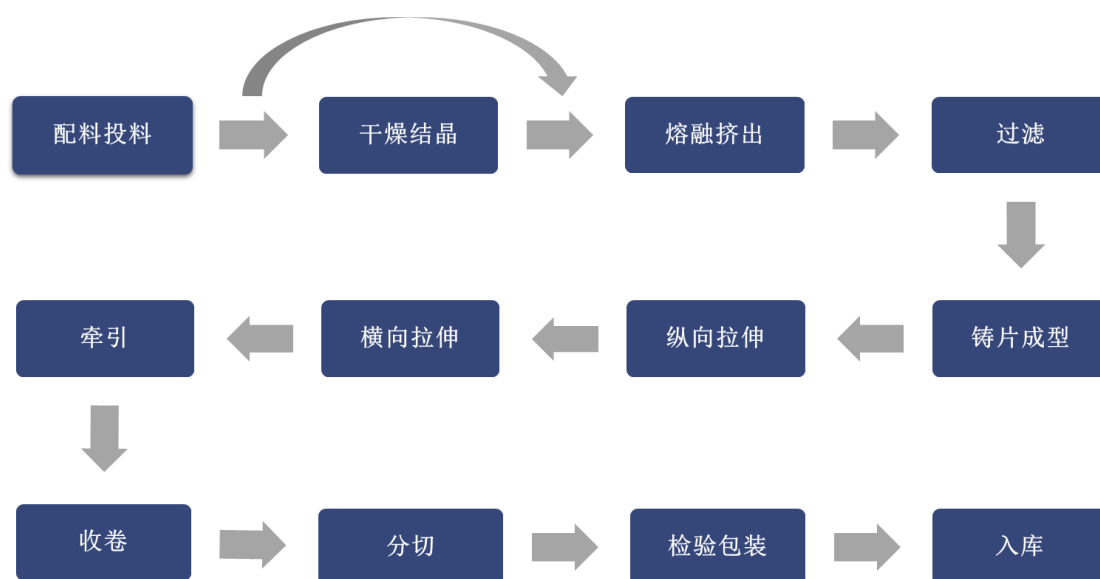 配料投料
干燥结晶
熔融挤出
过滤
牵引
横向拉伸
纵向拉伸
铸片成型
收卷
分切
检验包装
入库